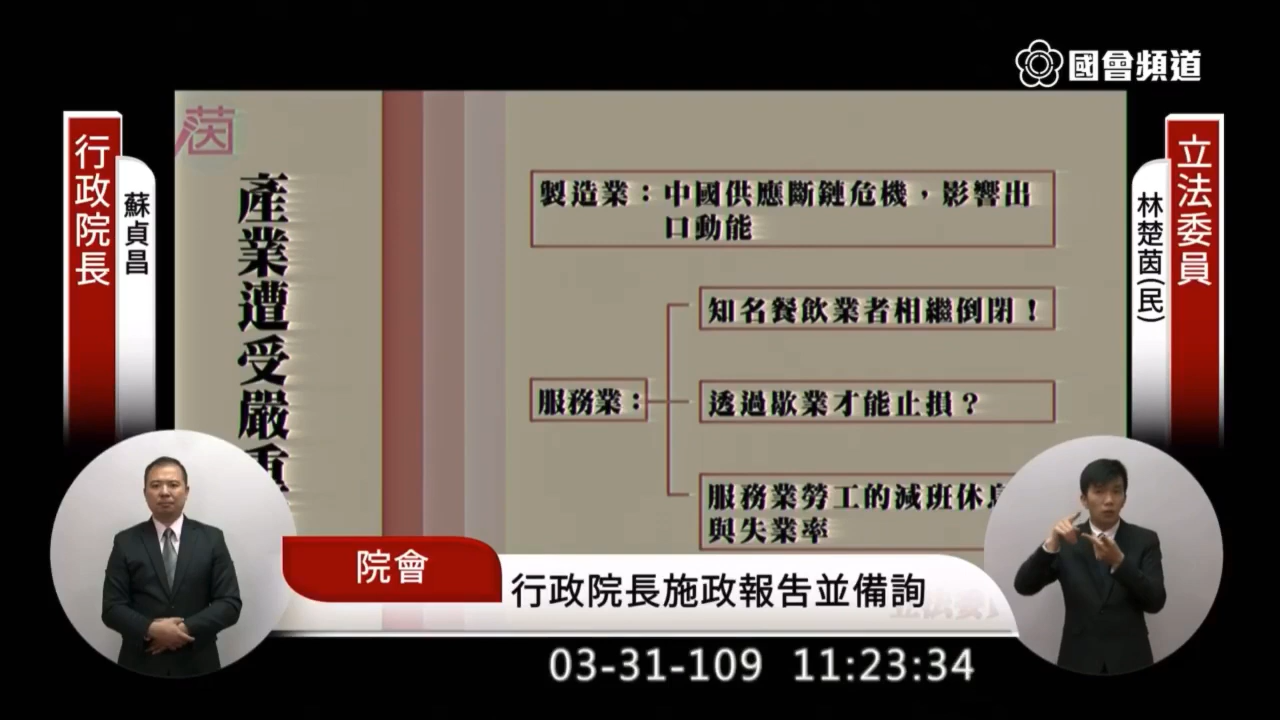 國會頻道
行政院長
蘇貞昌
立法委員
林楚茵(民)
茵
產業遭受嚴重
製造業：中國供應斷鏈危機，影響出
口動能
服務業：
知名餐飲業者相繼倒閉！
透過歇業才能止損？
服務業勞工的減班休息
與失業率
院會
行政院長施政報告並備詢
03-31-109 11:23:34